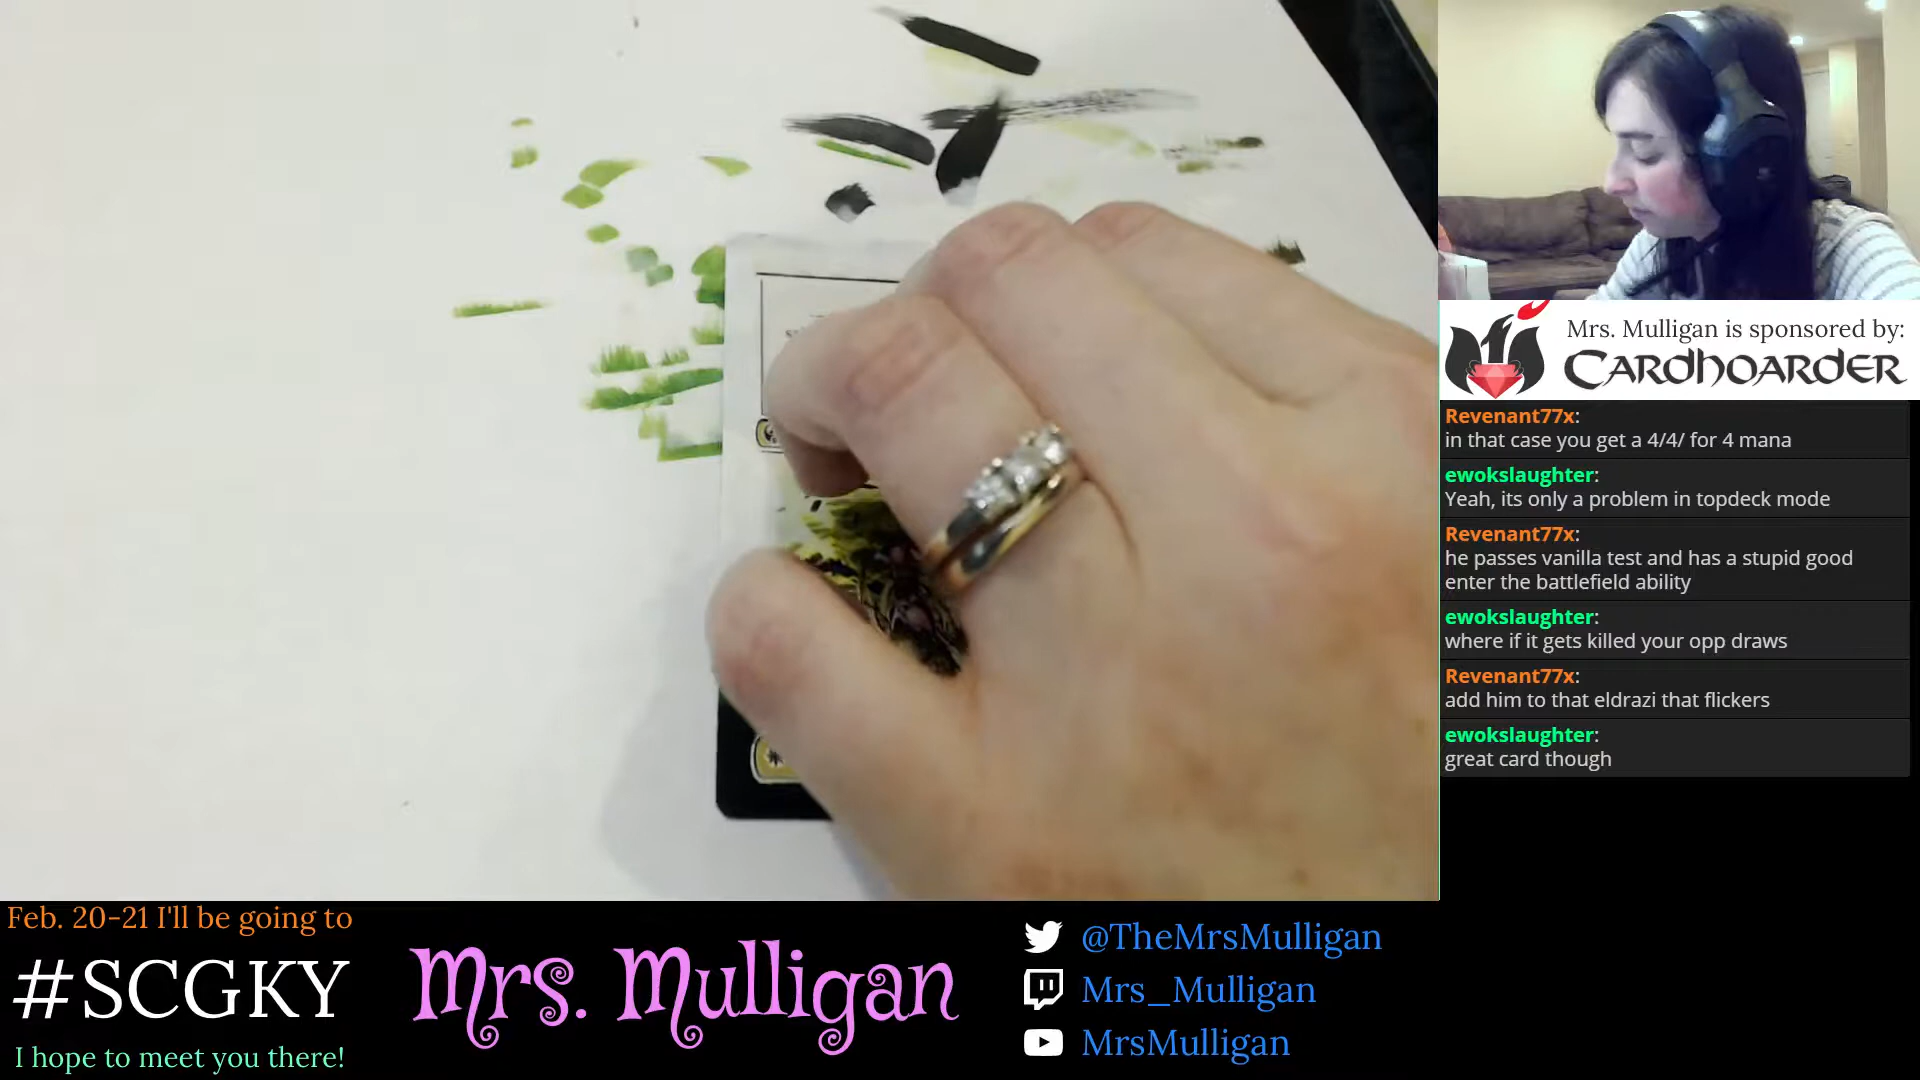 Mrs. Mulligan is sponsored by:
CARDHOARDER
Revenant77x:
in that case you get a 4/4/ for 4 mana
ewokslaughter:
Yeah, its only a problem in topdeck mode
Revenant77x:
he passes vanilla test and has a stupid good
enter the battlefield ability
ewokslaughter:
where if it gets killed your opp draws
Revenant77x:
add him to that eldrazi that flickers
ewokslaughter:
great card though
Feb. 20-21 I'll be going to
#SCGKY
I hope to meet you there!
Mrs. Mulligan
@TheMrsMulligan
Mrs_Mulligan
MrsMulligan